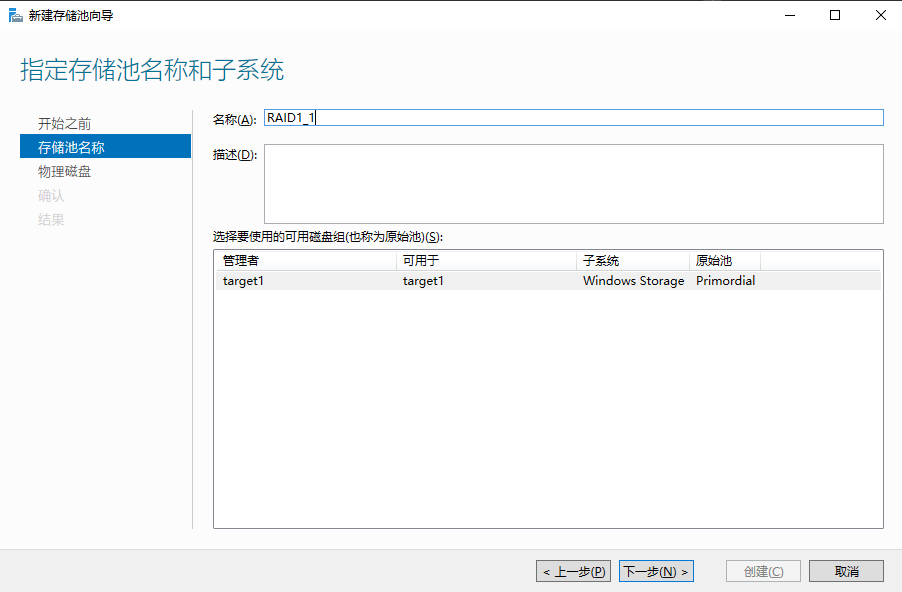 新建存储池向导
指定存储池名称和子系统
开始之前
存储池名称
物理磁盘
确认
结果
名称(A): RAID1_1
描述(D):
选择要使用的可用磁盘组(也称为原始池)(S):
管理者 可用于 子系统 原始池
target1 target1 Windows Storage Primordial
< 上一步(P) 下一步(N) > 创建(C) 取消